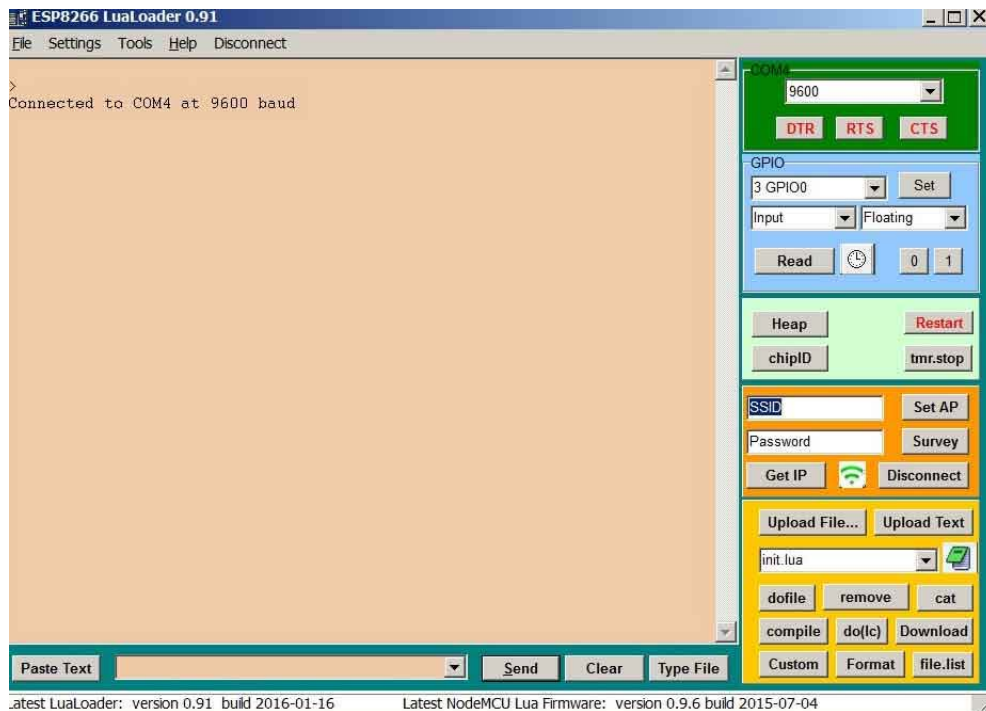 ESP8266 LuaLoader 0.91
File Settings Tools Help Disconnect
>
Connected to COM4 at 9600 baud
COM4
9600
DTR RTS CTS
GPIO
3 GPIO0 Set
Input Floating
Read 0 1
Heap Restart
chipID tmr.stop
SSID Set AP
Password Survey
Get IP Disconnect
Upload File... Upload Text
init.lua
dofile remove cat
compile do(lc) Download
Custom Format file.list
Paste Text Send Clear Type File
Latest LuaLoader: version 0.91 build 2016-01-16 Latest NodeMCU Lua Firmware: version 0.9.6 build 2015-07-04